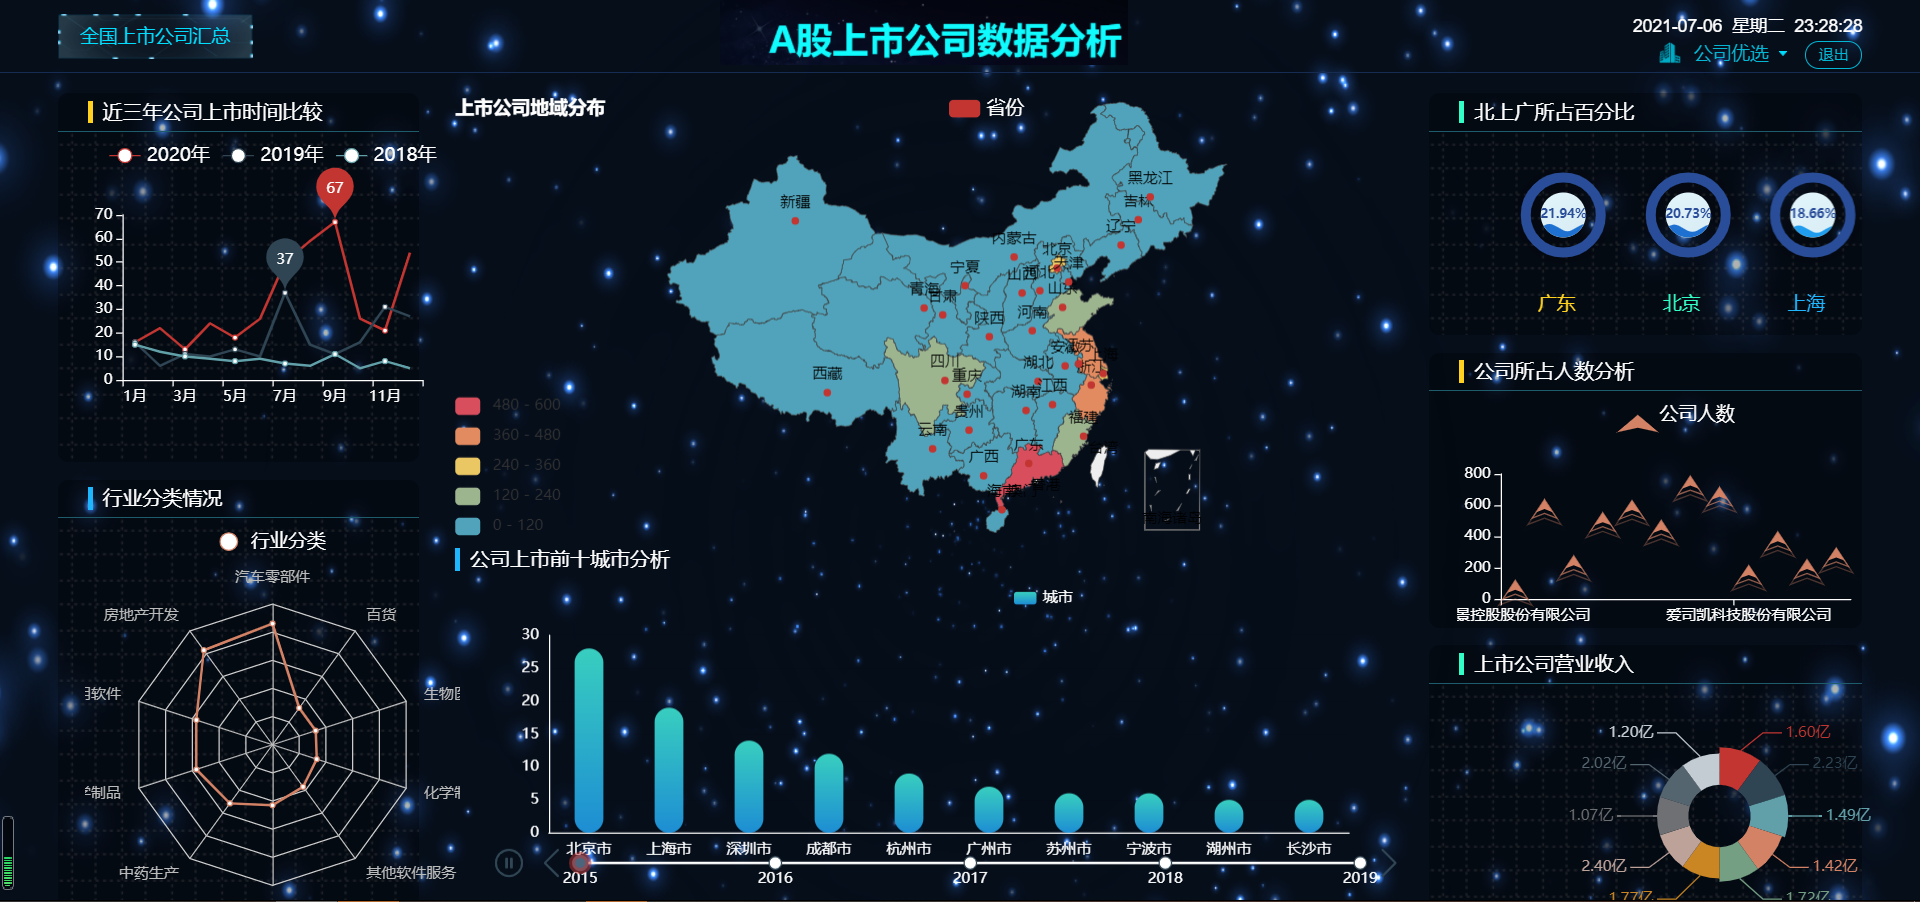 全国上市公司汇总
A股上市公司数据分析
2021-07-06 星期二 23:28:28
公司优选
退出
近三年公司上市时间比较
2020年 2019年 2018年
67
37
70
60
50
40
30
20
10
0
1月 3月 5月 7月 9月 11月
行业分类情况
行业分类
汽车零部件
房地产开发
百货
软件
生物
制品
化学
中药生产
其他软件服务
上市公司地域分布
省份
黑龙江
吉林
辽宁
新疆
内蒙古
北京
天津
宁夏
山西
河北
山东
青海
甘肃
陕西
河南
安徽
江苏
上海
四川
湖北
浙江
西藏
重庆
湖南
江西
贵州
福建
云南
广东
台湾
广西
海南
480 - 600
360 - 480
240 - 360
120 - 240
0 - 120
公司上市前十城市分析
城市
30
25
20
15
10
5
0
北京市 上海市 深圳市 成都市 杭州市 广州市 苏州市 宁波市 湖州市 长沙市
2015 2016 2017 2018 2019
北上广所占百分比
21.94% 20.73% 18.66%
广东 北京 上海
公司所占人数分析
公司人数
800
600
400
200
0
景控股股份有限公司 爱司凯科技股份有限公司
上市公司营业收入
1.20亿 1.60亿
2.02亿 2.23亿
1.07亿 1.49亿
2.40亿 1.42亿
1.77亿 1.72亿